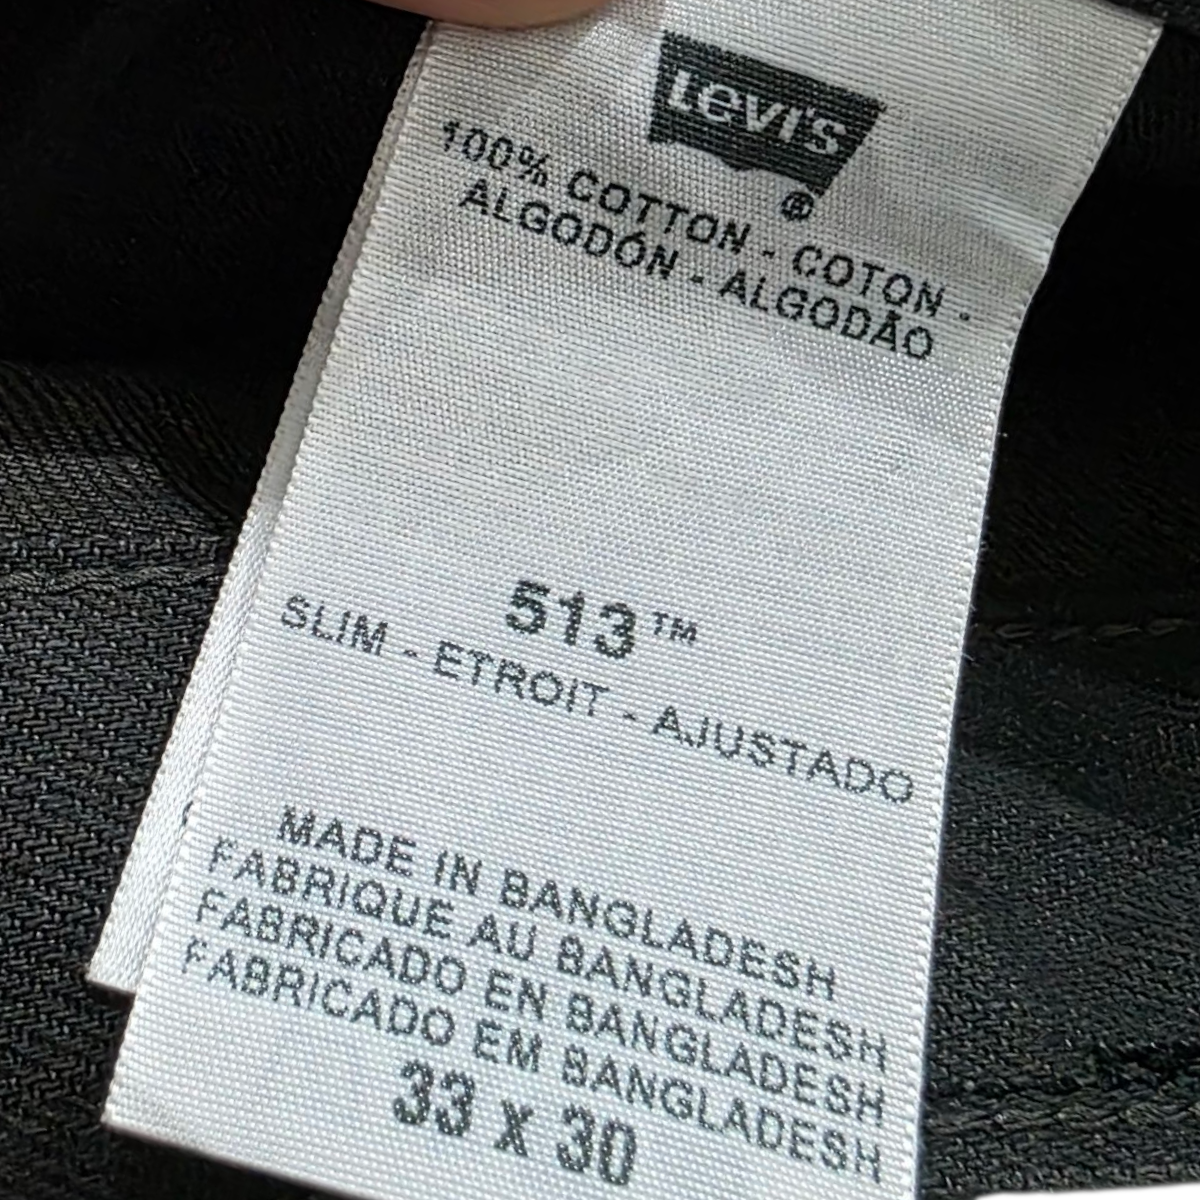 Levi's
®
100% COTTON - COTON -
ALGODÓN - ALGODÃO
513™
SLIM - ETROIT - AJUSTADO
MADE IN BANGLADESH
FABRIQUE AU BANGLADESH
FABRICADO EN BANGLADESH
FABRICADO EM BANGLADESH
33 x 30